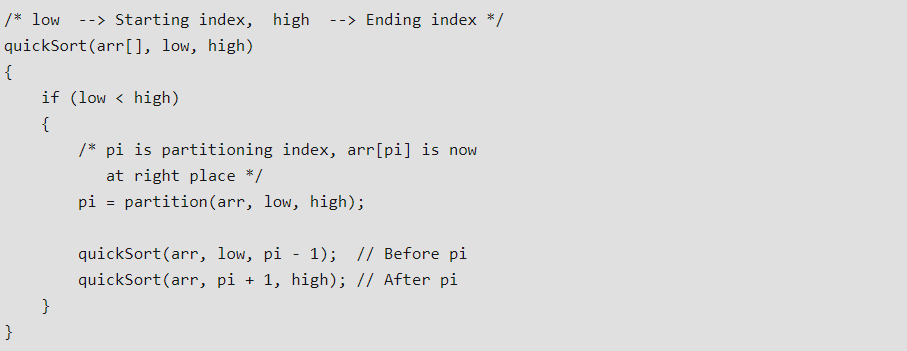 /* low  --> Starting index,  high  --> Ending index */
quickSort(arr[], low, high)
{
    if (low < high)
    {
        /* pi is partitioning index, arr[pi] is now
           at right place */
        pi = partition(arr, low, high);

        quickSort(arr, low, pi - 1);  // Before pi
        quickSort(arr, pi + 1, high); // After pi
    }
}